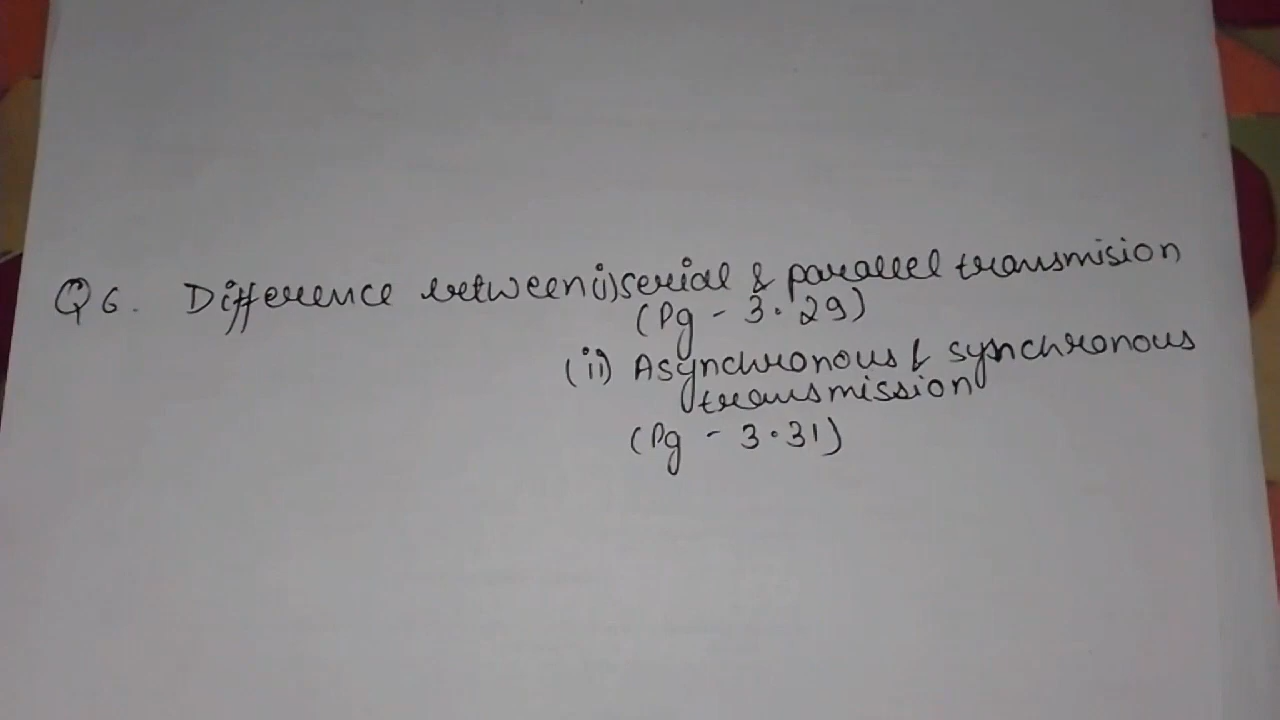 Q6. Difference between(i)serial & parallel transmision
(Pg - 3.29)
(ii) Asynchronous & synchronous
transmission
(Pg - 3.31)